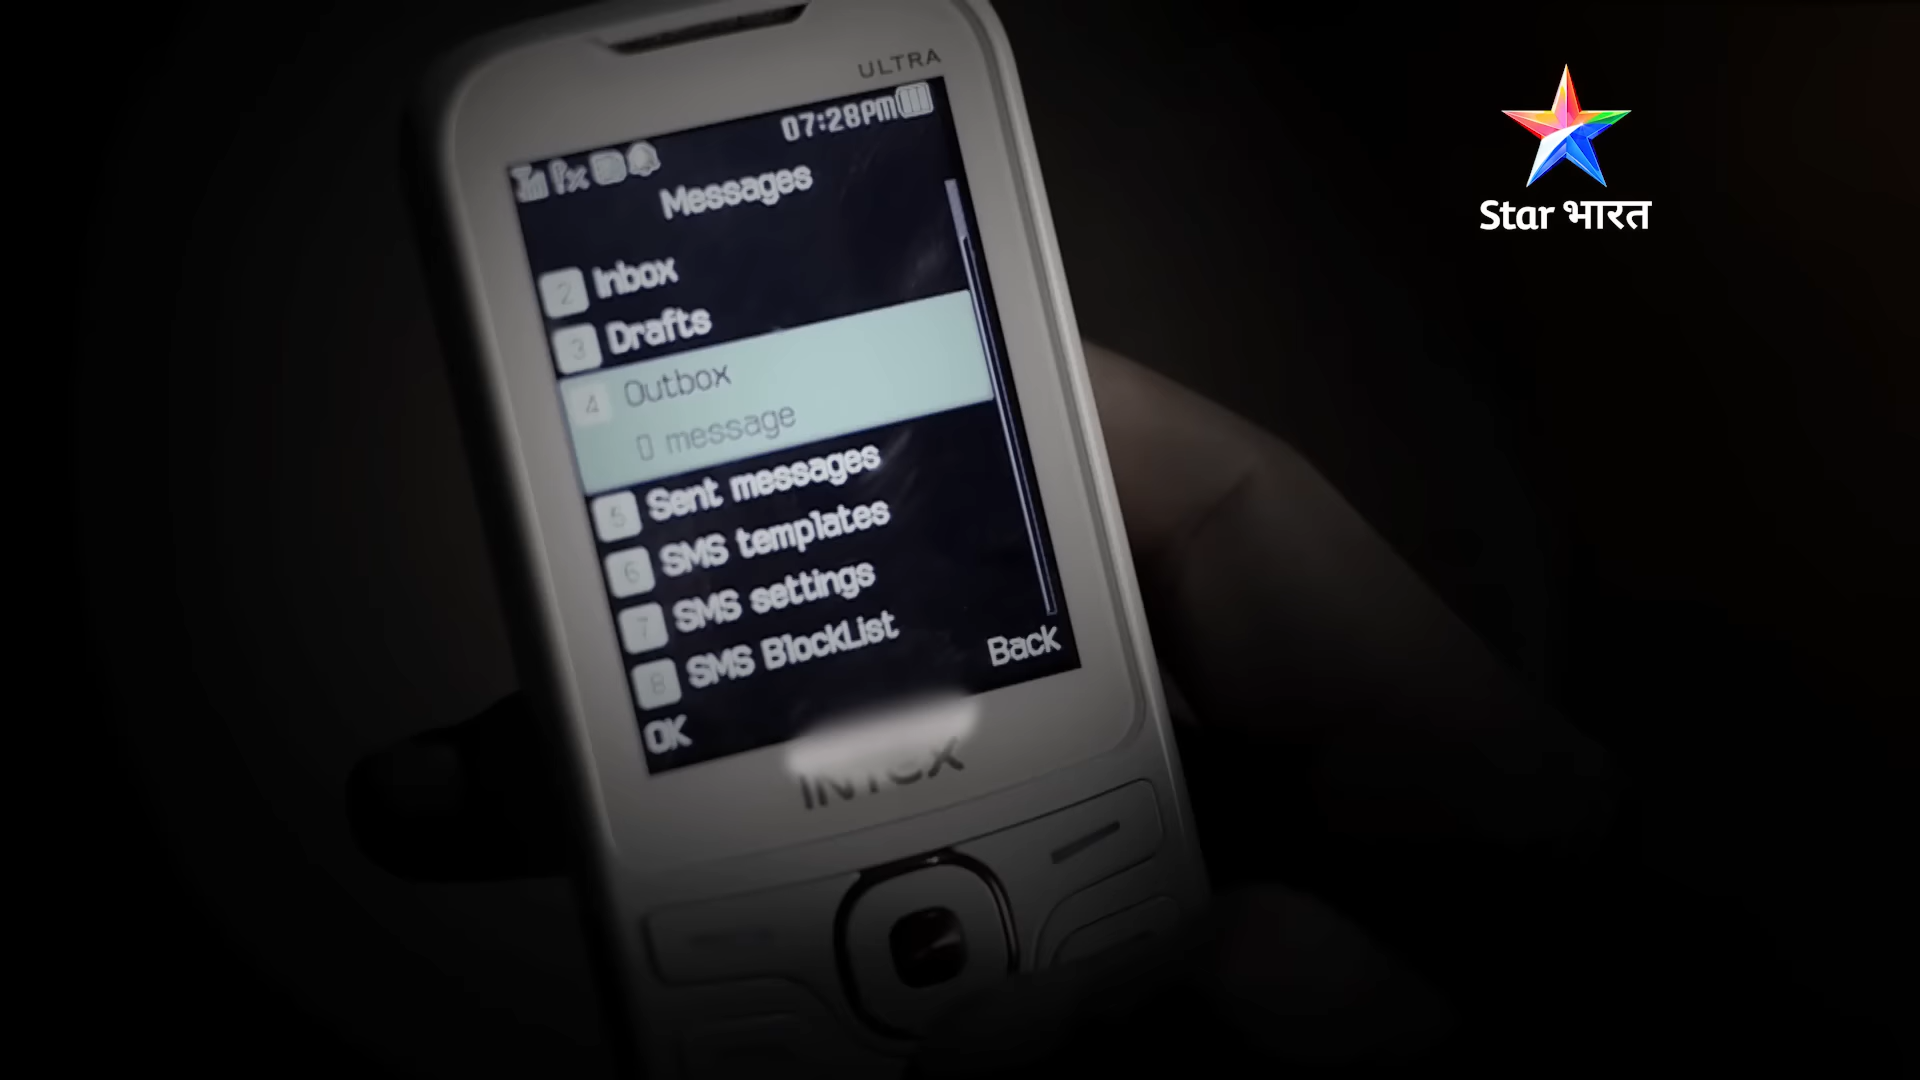 ULTRA
07:28pm
Messages
2 Inbox
3 Drafts
4 Outbox
0 message
5 Sent messages
6 SMS templates
7 SMS settings
8 SMS BlockList
OK
Back
INTEX
Star भारत